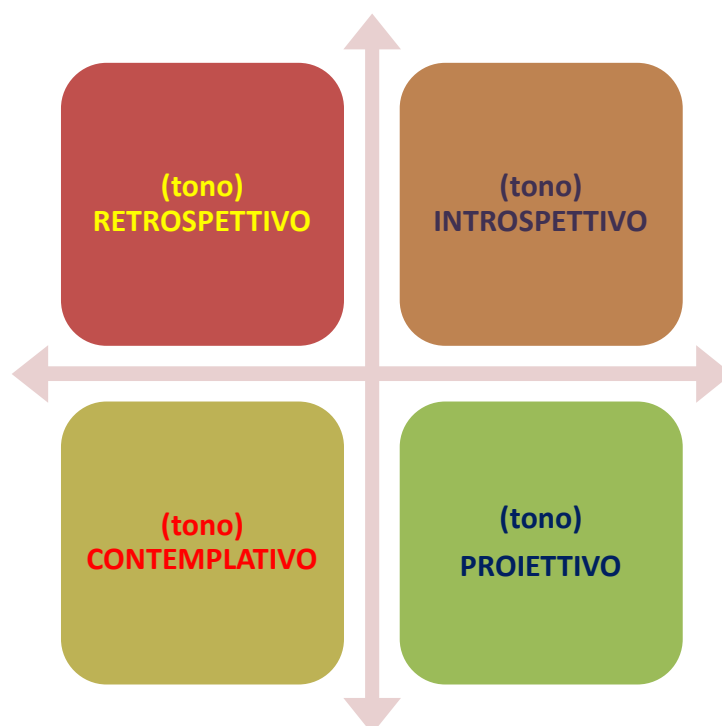 (tono)
RETROSPETTIVO
(tono)
INTROSPETTIVO
(tono)
CONTEMPLATIVO
(tono)
PROIETTIVO